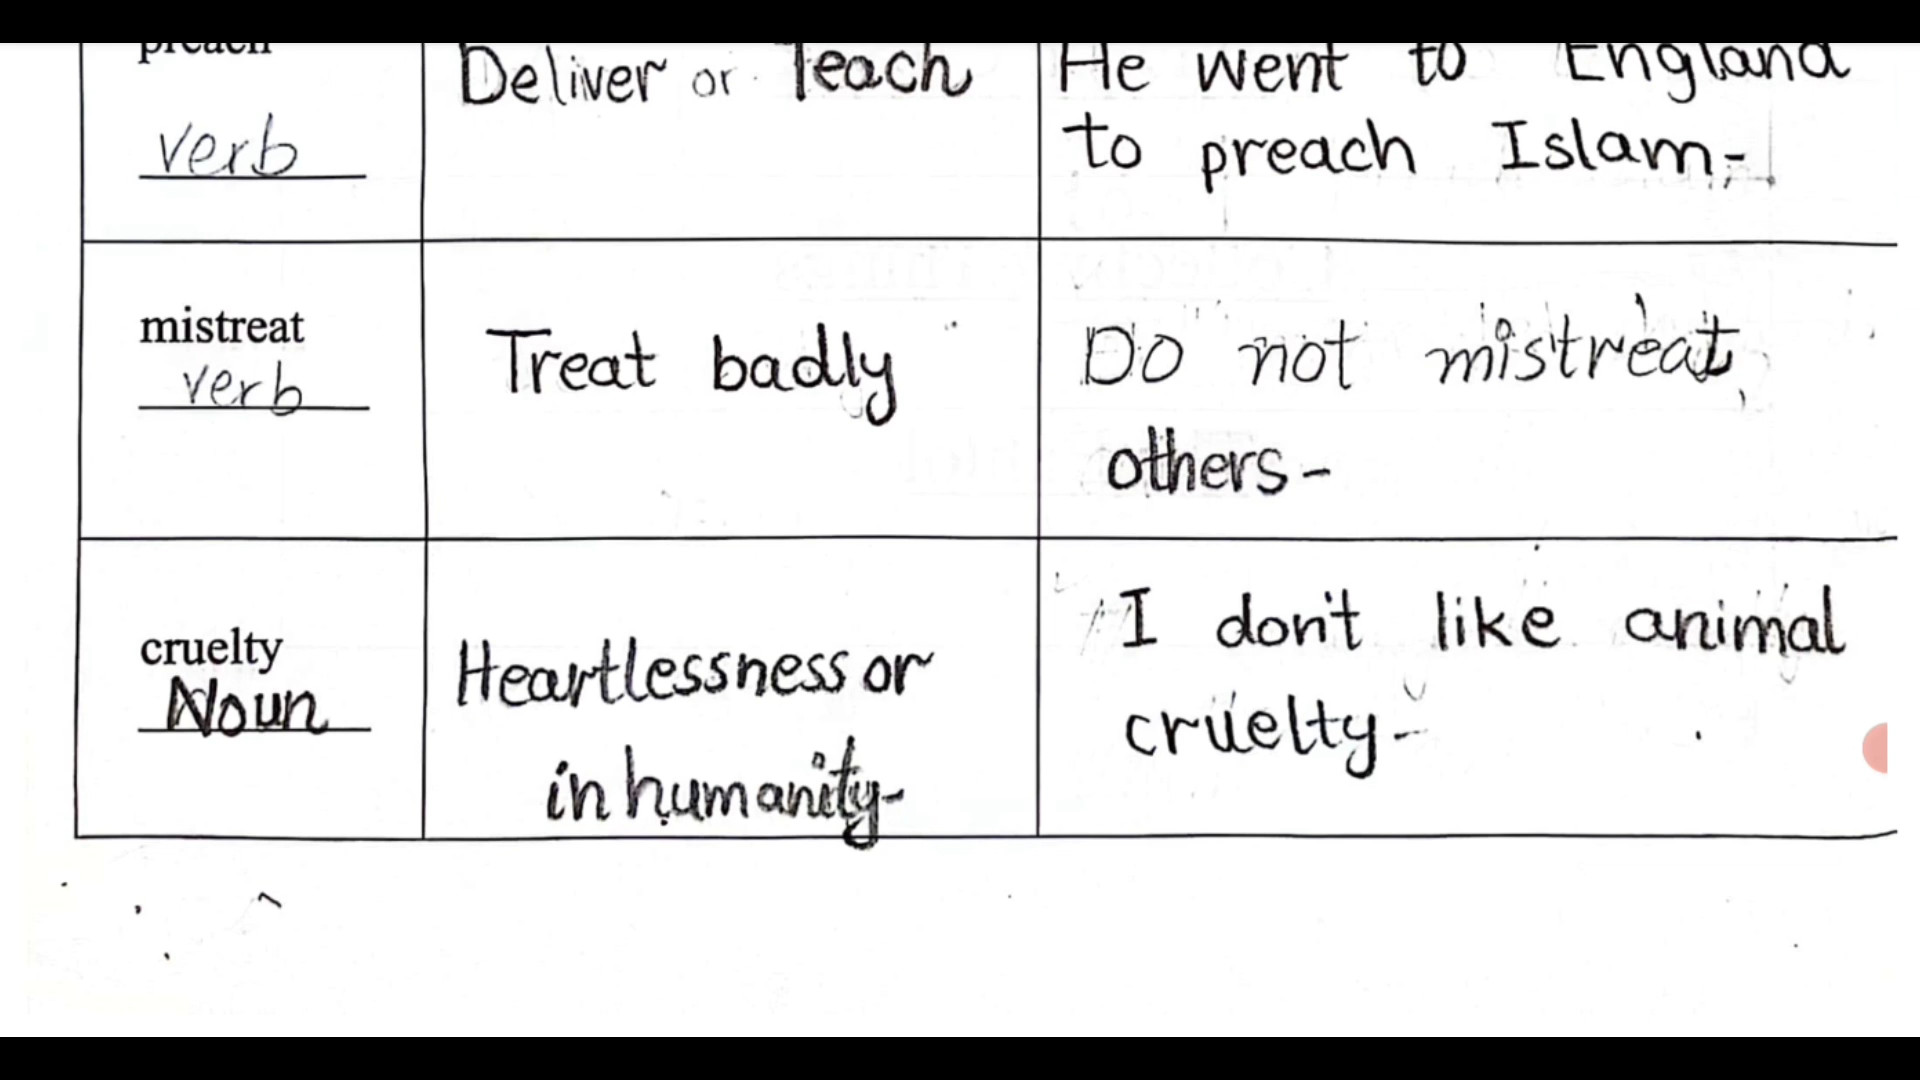 preach
verb
Deliver or Teach
He went to England
to preach Islam-
mistreat
verb
Treat badly
Do not mistreat
others-
cruelty
Noun
Heartlessness or
inhumanity-
I don't like animal
cruelty-